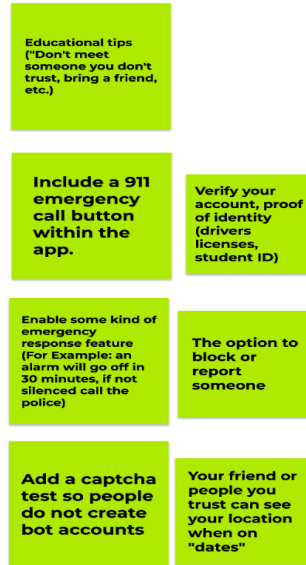 Educational tips
("Don't meet
someone you don't
trust, bring a friend,
etc.)
Include a 911
emergency
call button
within the
app.
Verify your
account, proof
of identity
(drivers
licenses,
student ID)
Enable some kind of
emergency
response feature
(For Example: an
alarm will go off in
30 minutes, if not
silenced call the
police)
The option to
block or
report
someone
Add a captcha
test so people
do not create
bot accounts
Your friend or
people you
trust can see
your location
when on
"dates"